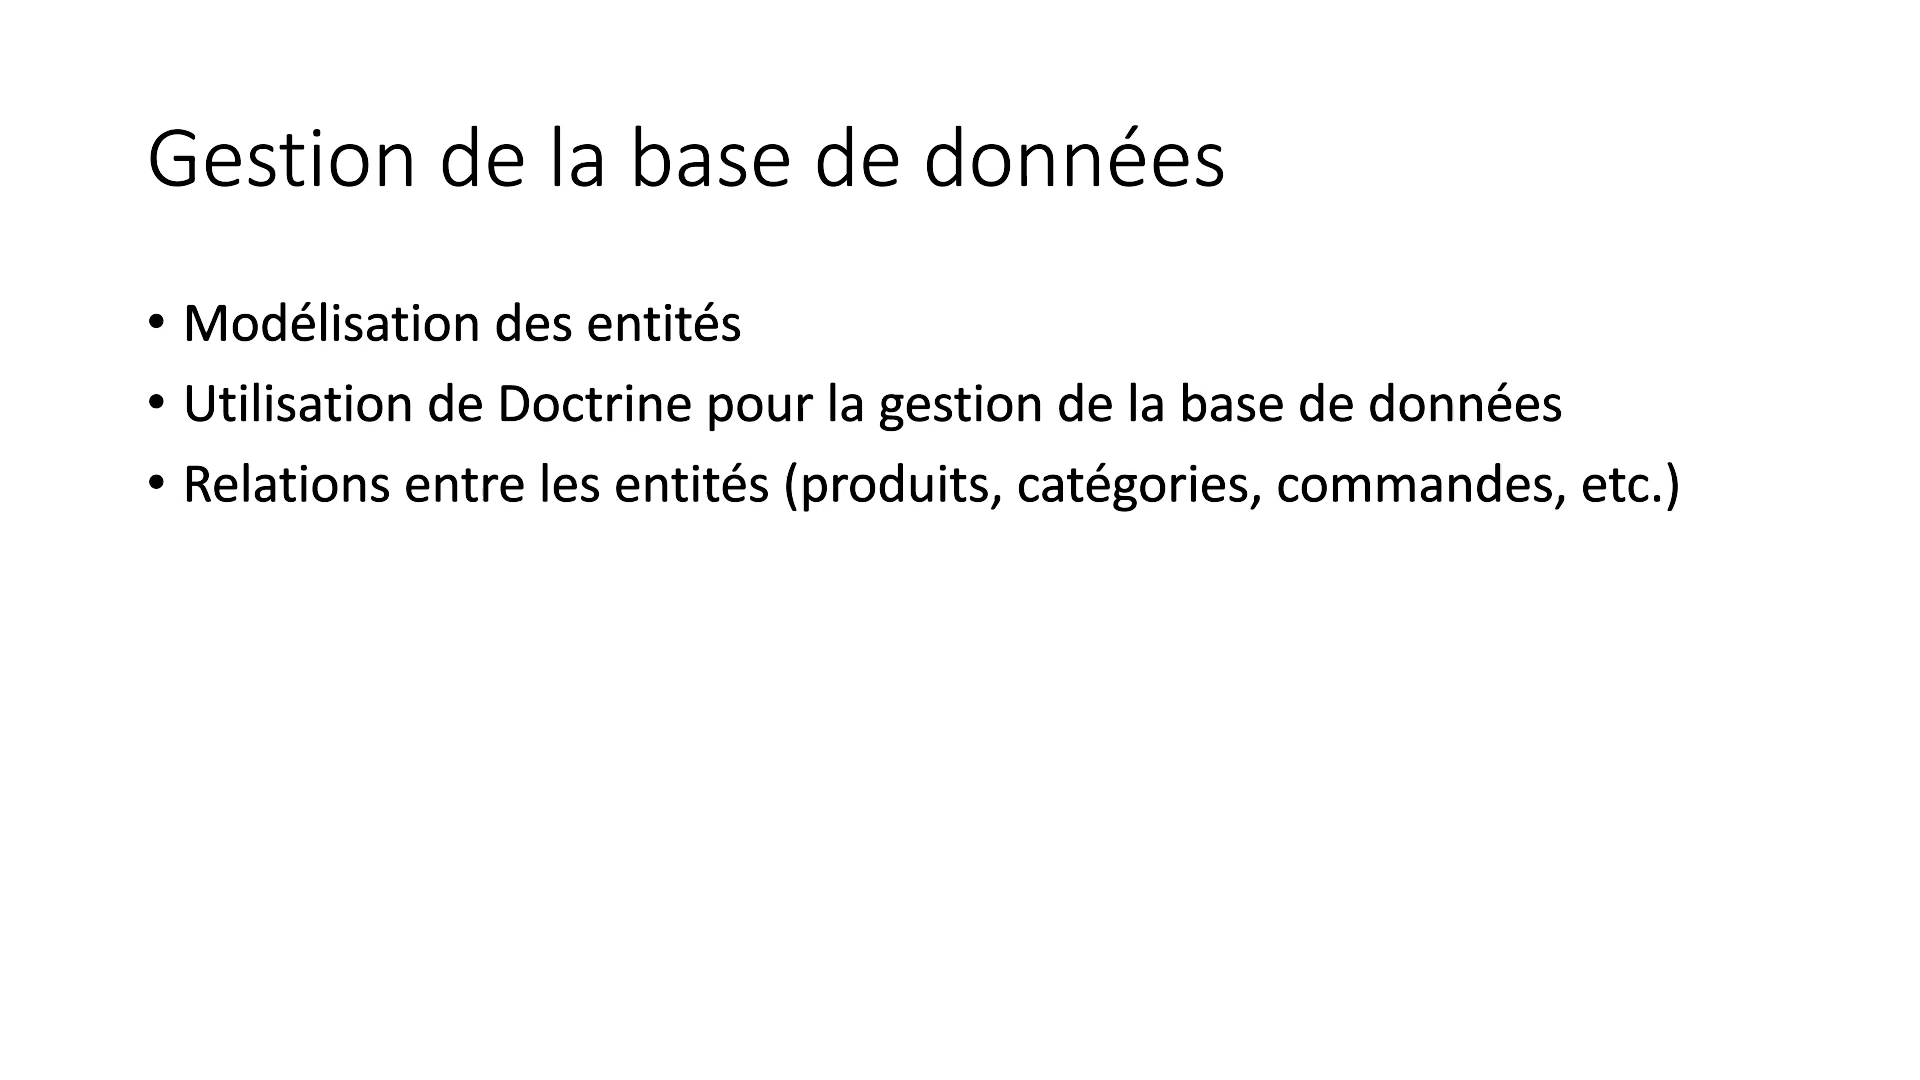 Gestion de la base de données
• Modélisation des entités
• Utilisation de Doctrine pour la gestion de la base de données
• Relations entre les entités (produits, catégories, commandes, etc.)